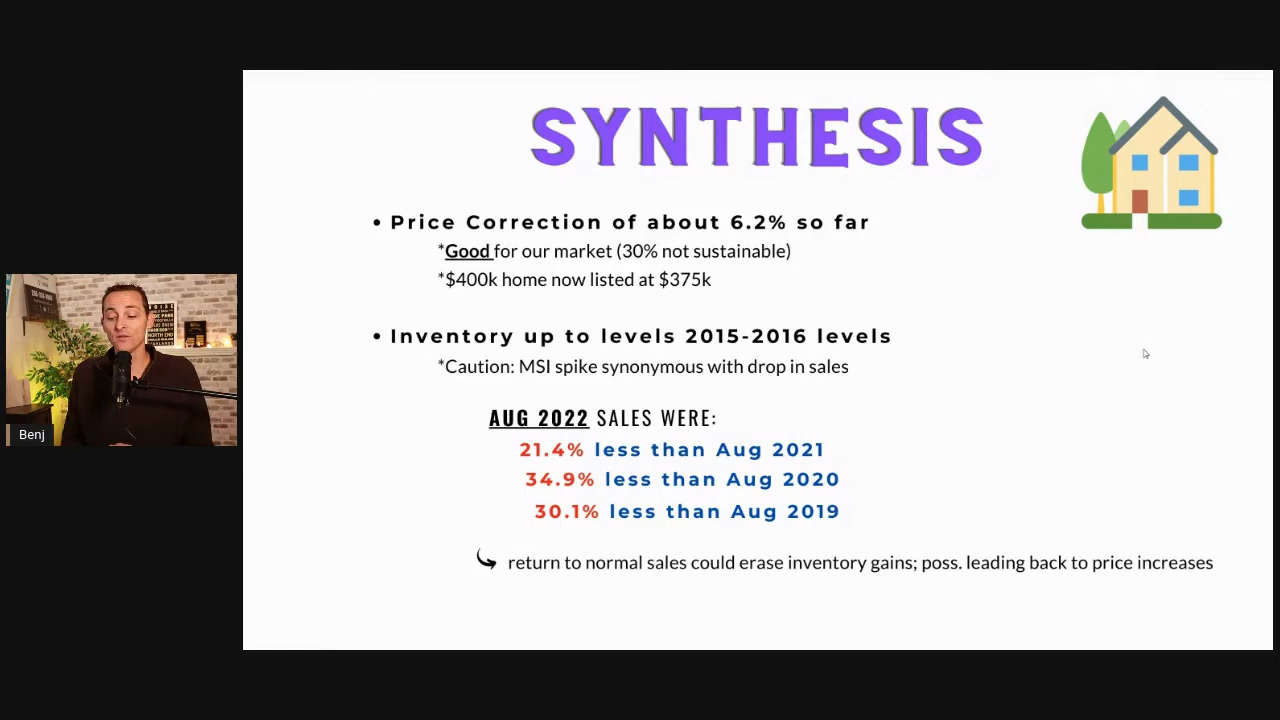 SYNTHESIS
• Price Correction of about 6.2% so far
*Good for our market (30% not sustainable)
*$400k home now listed at $375k
• Inventory up to levels 2015-2016 levels
*Caution: MSI spike synonymous with drop in sales
AUG 2022 SALES WERE:
21.4% less than Aug 2021
34.9% less than Aug 2020
30.1% less than Aug 2019
return to normal sales could erase inventory gains; poss. leading back to price increases
Benj